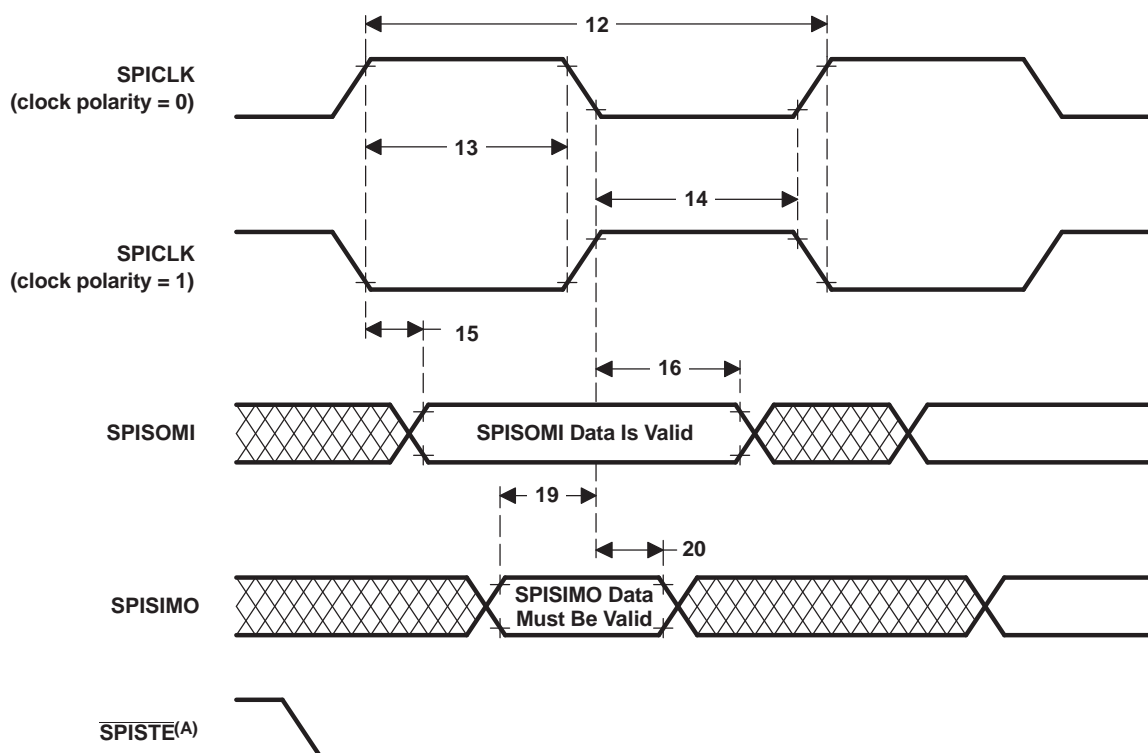 12
SPICLK
(clock polarity = 0)
13
14
SPICLK
(clock polarity = 1)
15
16
SPISOMI
SPISOMI Data Is Valid
19
20
SPISIMO
SPISIMO Data
Must Be Valid
SPISTE(A)